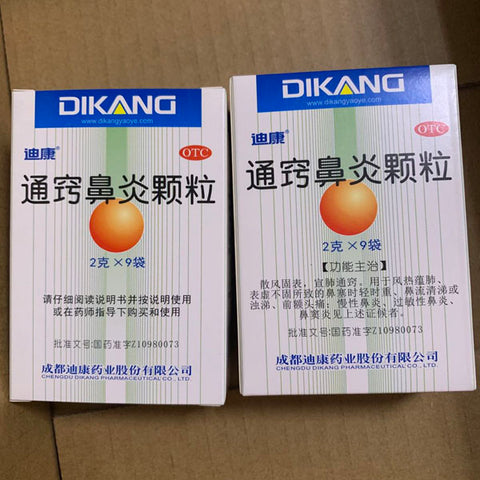 DIKANG
www.dikangyaoye.com
迪康®
OTC
通窍鼻炎颗粒
2克×9袋
请仔细阅读说明书并按说明使用
或在药师指导下购买和使用
批准文号:国药准字Z10980073
成都迪康药业股份有限公司
CHENGDU DIKANG PHARMACEUTICAL CO., LTD.
DIKANG
www.dikangyaoye.com
迪康®
OTC
通窍鼻炎颗粒
2克×9袋
【功能主治】
散风固表，宣肺通窍。用于风热蕴肺、
表虚不固所致的鼻塞时轻时重、鼻流清涕或
浊涕、前额头痛；慢性鼻炎、过敏性鼻炎、
鼻窦炎见上述证候者。
批准文号:国药准字Z10980073
成都迪康药业股份有限公司
CHENGDU DIKANG PHARMACEUTICAL CO., LTD.